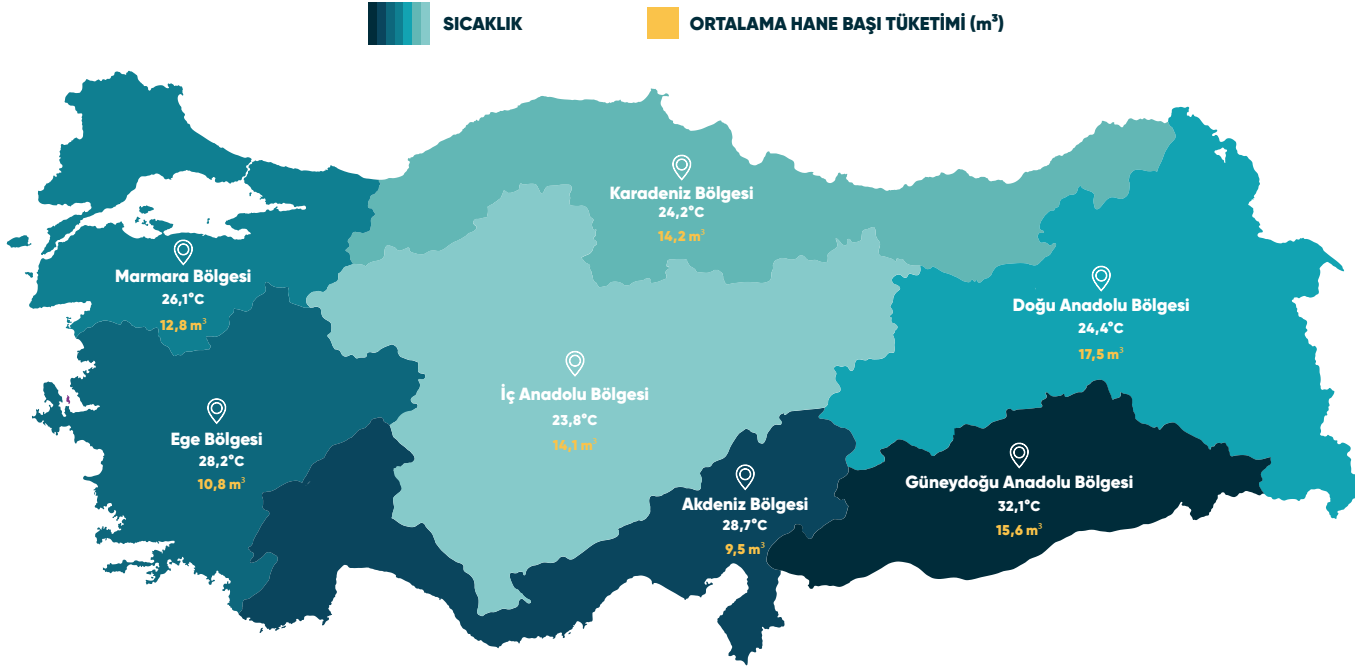 SICAKLIK
ORTALAMA HANE BAŞI TÜKETİMİ (m³)
Karadeniz Bölgesi
24,2°C
14,2 m³
Marmara Bölgesi
26,1°C
12,8 m³
Doğu Anadolu Bölgesi
24,4°C
17,5 m³
İç Anadolu Bölgesi
23,8°C
14,1 m³
Ege Bölgesi
28,2°C
10,8 m³
Akdeniz Bölgesi
28,7°C
9,5 m³
Güneydoğu Anadolu Bölgesi
32,1°C
15,6 m³